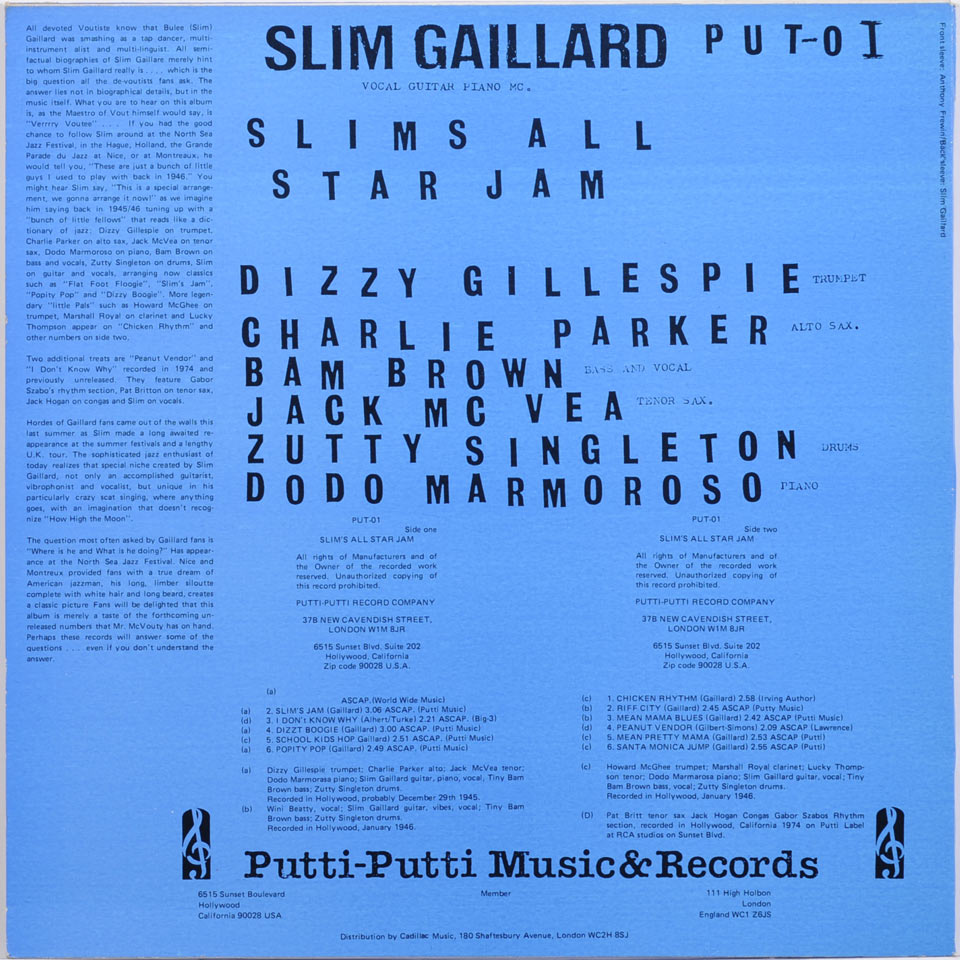 All devoted Voutiste know that Bulee (Slim)
Gaillard was smashing as a tap dancer, multi-
instrument alist and multi-linguist. All semi-
factual biographies of Slim Gaillare merely hint
to whom Slim Gaillard really is . . . . which is the
big question all the de-voutists fans ask. The
answer lies not in biographical details, but in the
music itself. What you are to hear on this album
is, as the Maestro of Vout himself would say, is
"Verrrry Voutee" . . . . If you had the good
chance to follow Slim around at the North Sea
Jazz Festival, in the Hague, Holland, the Grande
Parade du Jazz at Nice, or at Montreaux, he
would tell you, "These are just a bunch of little
guys I used to play with back in 1946." You
might hear Slim say, "This is a special arrange-
ment, we gonna arrange it now!" as we imagine
him saying back in 1945/46 tuning up with a
"bunch of little fellows" that reads like a dic-
tionary of jazz: Dizzy Gillespie on trumpet,
Charlie Parker on alto sax, Jack McVea on tenor
sax, Dodo Marmoroso on piano, Bam Brown on
bass and vocals, Zutty Singleton on drums, Slim
on guitar and vocals, arranging now classics
such as "Flat Foot Floogie", "Slim's Jam",
"Popity Pop" and "Dizzy Boogie". More legen-
dary "little Pals" such as Howard McGhee on
trumpet, Marshall Royal on clarinet and Lucky
Thompson appear on "Chicken Rhythm" and
other numbers on side two.
Two additional treats are "Peanut Vendor" and
"I Don't Know Why" recorded in 1974 and
previously unreleased. They feature Gabor
Szabo's rhythm section, Pat Britton on tenor sax,
Jack Hogan on congas and Slim on vocals.
Hordes of Gaillard fans came out of the walls this
last summer as Slim made a long awaited re-
appearance at the summer festivals and a lengthy
U.K. tour. The sophisticated jazz enthusiast of
today realizes that special niche created by Slim
Gaillard, not only an accomplished guitarist,
vibrophonist and vocalist, but unique in his
particularly crazy scat singing, where anything
goes, with an imagination that doesn't recog-
nize "How High the Moon".
The question most often asked by Gaillard fans is
"Where is he and What is he doing?" Has appear-
ance at the North Sea Jazz Festival. Nice and
Montreux provided fans with a true dream of
American jazzman, his long, limber siloutte
complete with white hair and long beard, creates
a classic picture Fans will be delighted that this
album is merely a taste of the forthcoming un-
released numbers that Mr. McVouty has on hand.
Perhaps these records will answer some of the
questions . . . even if you don't understand the
answer.
SLIM GAILLARD PUT-01
VOCAL GUITAR PIANO MC.
SLIMS ALL
STAR JAM
DIZZY GILLESPIE TRUMPET
CHARLIE PARKER ALTO SAX.
BAM BROWN BASS AND VOCAL
JACK MC VEA TENOR SAX.
ZUTTY SINGLETON DRUMS
DODO MARMOROSO PIANO
Front sleeve: Anthony Frewin/Back sleeve: Slim Gaillard
PUT-01
Side one
SLIM'S ALL STAR JAM
All rights of Manufacturers and of
the Owner of the recorded work
reserved. Unauthorized copying of
this record prohibited.
PUTTI-PUTTI RECORD COMPANY
37B NEW CAVENDISH STREET,
LONDON W1M 8JR
6515 Sunset Blvd. Suite 202
Hollywood, California
Zip code 90028 U.S.A.
PUT-01
Side two
SLIM'S ALL STAR JAM
All rights of Manufacturers and of
the Owner of the recorded work
reserved. Unauthorized copying of
this record prohibited.
PUTTI-PUTTI RECORD COMPANY
37B NEW CAVENDISH STREET,
LONDON W1M 8JR
6515 Sunset Blvd. Suite 202
Hollywood, California
Zip code 90028 U.S.A.
(a)
ASCAP.(World Wide Music)
(a) 2. SLIM'S JAM (Gaillard) 3.06 ASCAP. (Putti Music)
(d) 3. I DON't KNOW WHY (Alhert/Turke) 2.21 ASCAP. (Big-3)
(a) 4. DIZZT BOOGIE (Gaillard) 3.00 ASCAP. (Putti Music)
(c) 5. SCHOOL KIDS HOP Gaillard) 2.51 ASCAP. (Putti Music)
(a) 6. POPITY POP (Gaillard) 2.49 ASCAP. (Putti Music)
(a) Dizzy Gillespie trumpet; Charlie Parker alto; Jack McVea tenor;
Dodo Marmorosa piano; Slim Gaillard guitar, piano, vocal, Tiny Bam
Brown bass; Zutty Singleton drums.
Recorded in Hollywood, probably December 29th 1945.
(b) Wini Beatty, vocal; Slim Gaillard guitar, vibes, vocal; Tiny Bam
Brown bass; Zutty Singleton drums.
Recorded in Hollywood, January 1946.
(c) 1. CHICKEN RHYTHM (Gaillard) 2.58 (Irving Author)
(b) 2. RIFF CITY (Gaillard) 2.45 ASCAP (Putty Music)
(b) 3. MEAN MAMA BLUES (Gaillard) 2.42 ASCAP (Putti Music)
(d) 4. PEANUT VENDOR (Gilbert-Simons) 2.09 ASCAP (Lawrence)
(c) 5. MEAN PRETTY MAMA (Gaillard) 2.53 ASCAP (Putti)
(c) 6. SANTA MONICA JUMP (Gaillard) 2.56 ASCAP (Putti)
(c) Howard McGhee trumpet; Marshall Royal clarinet; Lucky Thomp-
son tenor; Dodo Marmarosa piano; Slim Gaillard guitar, vocal; Tiny
Bam Brown bass, vocal; Zutty Singleton drums.
Recorded in Hollywood, January 1946.
(D) Pat Britt tenor sax Jack Hogan Congas Gabor Szabos Rhythm
section, recorded in Hollywood, California 1974 on Putti Label
at RCA studios on Sunset Blvd.
Putti-Putti Music&Records
6515 Sunset Boulevard
Hollywood
California 90028 USA
Member
111 High Holbon
London
England WC1 Z6JS
Distribution by Cadillac Music, 180 Shaftesbury Avenue, London WC2H 8SJ